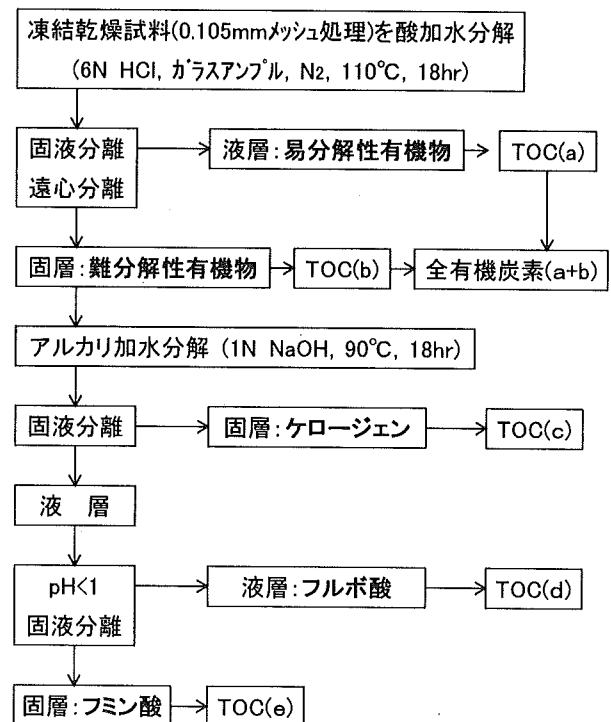 凍結乾燥試料(0.105mmメッシュ処理)を酸加水分解
(6N HCl, ガラスアンプル, N2, 110℃, 18hr)
固液分離
遠心分離
液層:易分解性有機物
TOC(a)
固層:難分解性有機物
TOC(b)
全有機炭素(a+b)
アルカリ加水分解 (1N NaOH, 90℃, 18hr)
固液分離
固層:ケロージェン
TOC(c)
液 層
pH<1
固液分離
液層:フルボ酸
TOC(d)
固層:フミン酸
TOC(e)